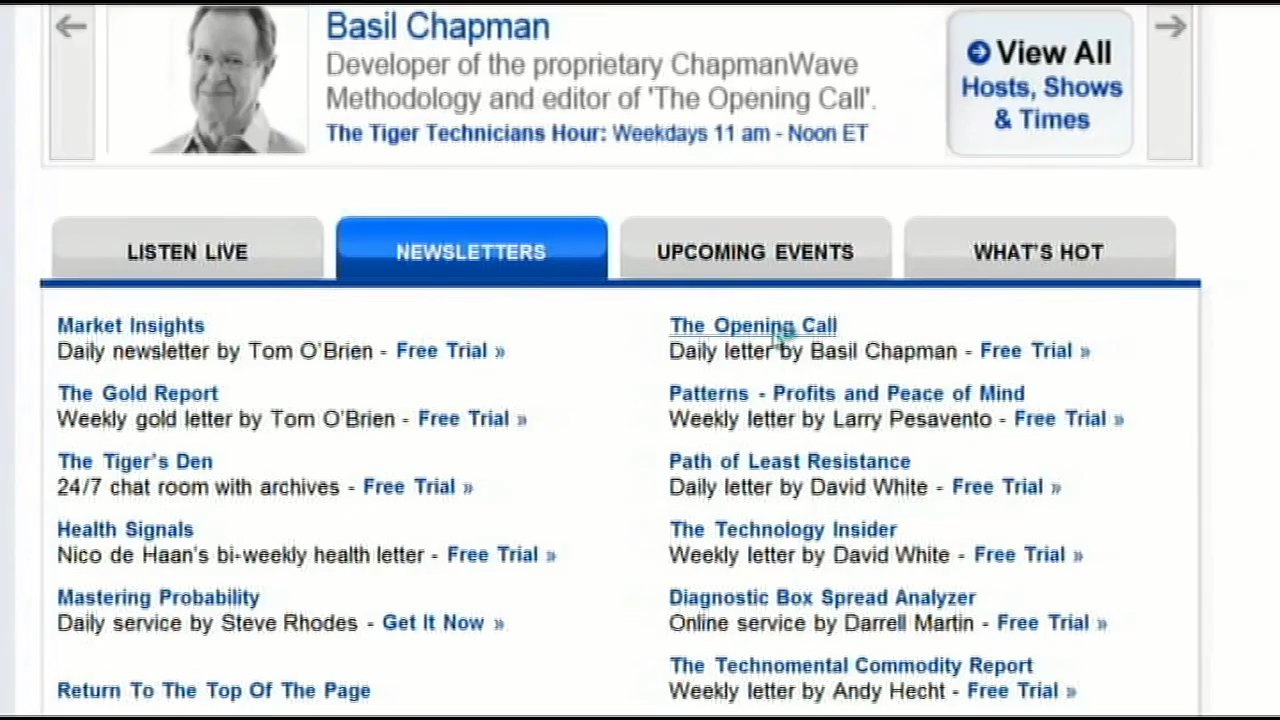 Basil Chapman
Developer of the proprietary ChapmanWave
Methodology and editor of 'The Opening Call'.
The Tiger Technicians Hour: Weekdays 11 am - Noon ET
View All
Hosts, Shows
& Times
LISTEN LIVE
NEWSLETTERS
UPCOMING EVENTS
WHAT'S HOT
Market Insights
Daily newsletter by Tom O'Brien - Free Trial »
The Gold Report
Weekly gold letter by Tom O'Brien - Free Trial »
The Tiger's Den
24/7 chat room with archives - Free Trial »
Health Signals
Nico de Haan's bi-weekly health letter - Free Trial »
Mastering Probability
Daily service by Steve Rhodes - Get It Now »
Return To The Top Of The Page
The Opening Call
Daily letter by Basil Chapman - Free Trial »
Patterns - Profits and Peace of Mind
Weekly letter by Larry Pesavento - Free Trial »
Path of Least Resistance
Daily letter by David White - Free Trial »
The Technology Insider
Weekly letter by David White - Free Trial »
Diagnostic Box Spread Analyzer
Online service by Darrell Martin - Free Trial »
The Technomental Commodity Report
Weekly letter by Andy Hecht - Free Trial »